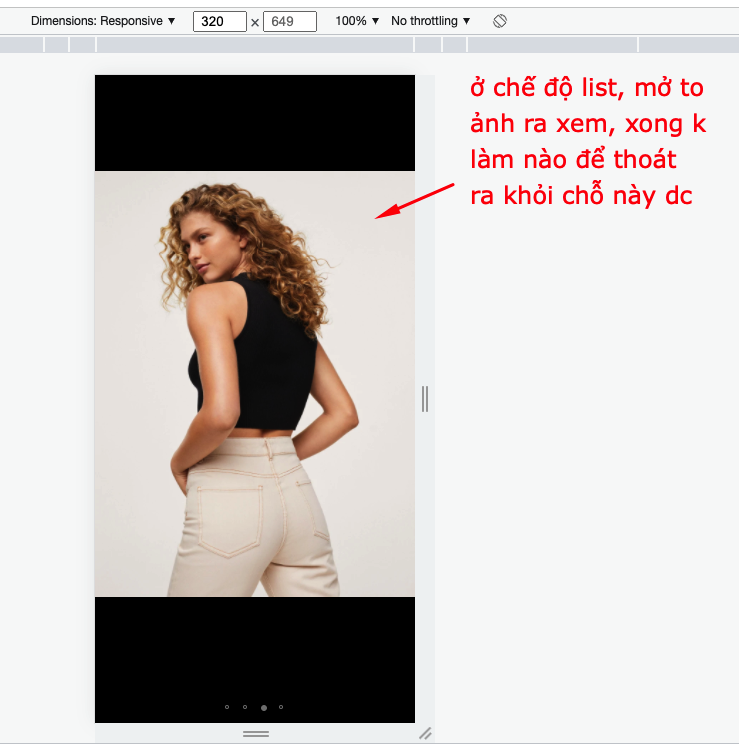 Dimensions: Responsive ▼ 320 × 649 100% ▼ No throttling ▼
ở chế độ list, mở to
ảnh ra xem, xong k
làm nào để thoát
ra khỏi chỗ này dc